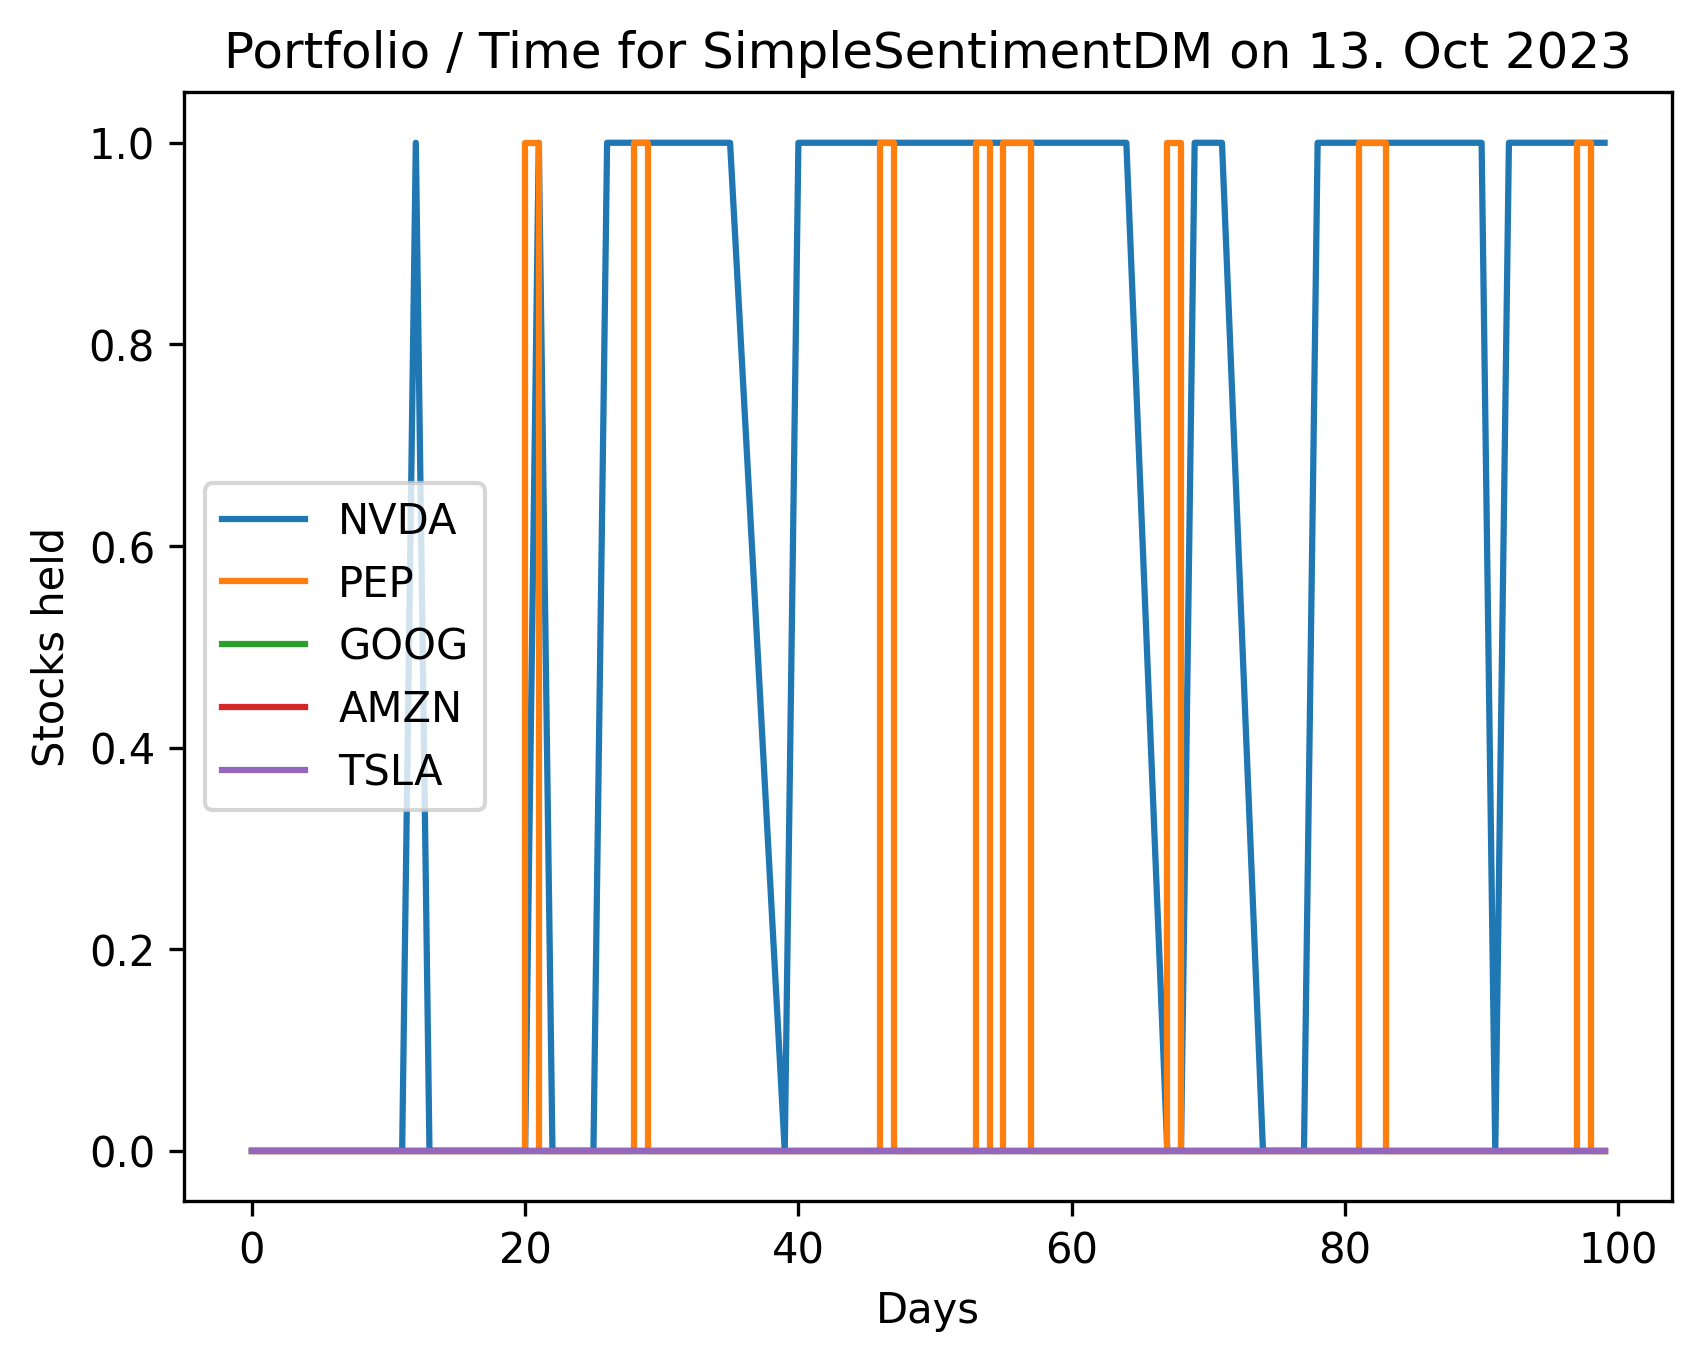 Portfolio / Time for SimpleSentimentDM on 13. Oct 2023
1.0
0.8
0.6
0.4
0.2
0.0
Stocks held
NVDA
PEP
GOOG
AMZN
TSLA
0 20 40 60 80 100
Days